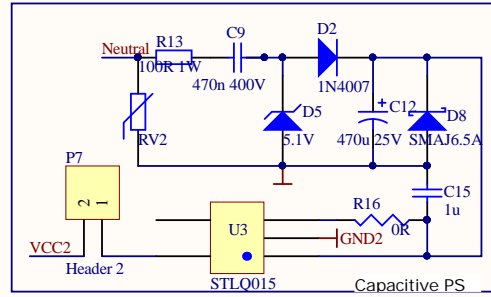 R13
C9
D2
Neutral
100R 1W
470n 400V
1N4007
D5
C12
D8
RV2
5.1V
470u 25V
SMAJ6.5A
P7
C15
1u
R16
2
1
U3
0R
GND2
VCC2
Header 2
STLQ015
Capacitive PS
+